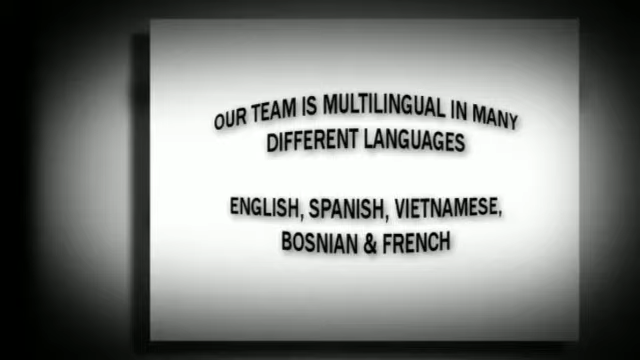 OUR TEAM IS MULTILINGUAL IN MANY
DIFFERENT LANGUAGES
ENGLISH, SPANISH, VIETNAMESE,
BOSNIAN & FRENCH